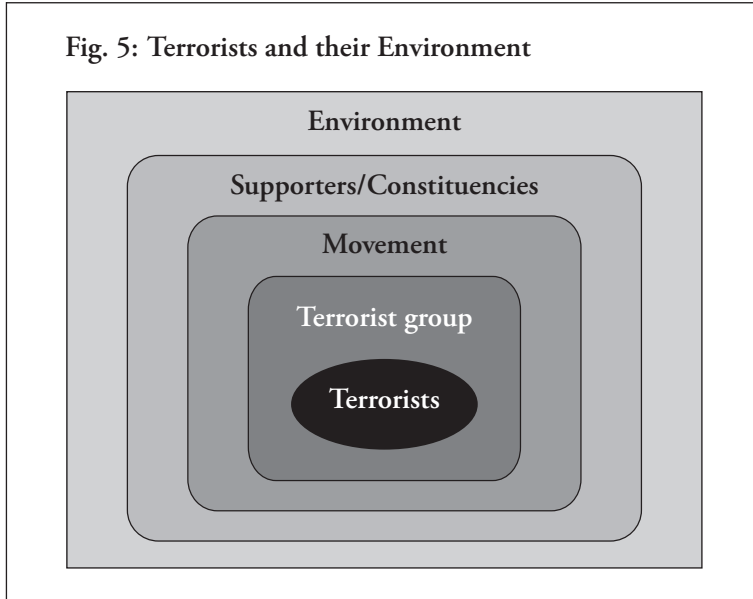 Fig. 5: Terrorists and their Environment
Environment
Supporters/Constituencies
Movement
Terrorist group
Terrorists